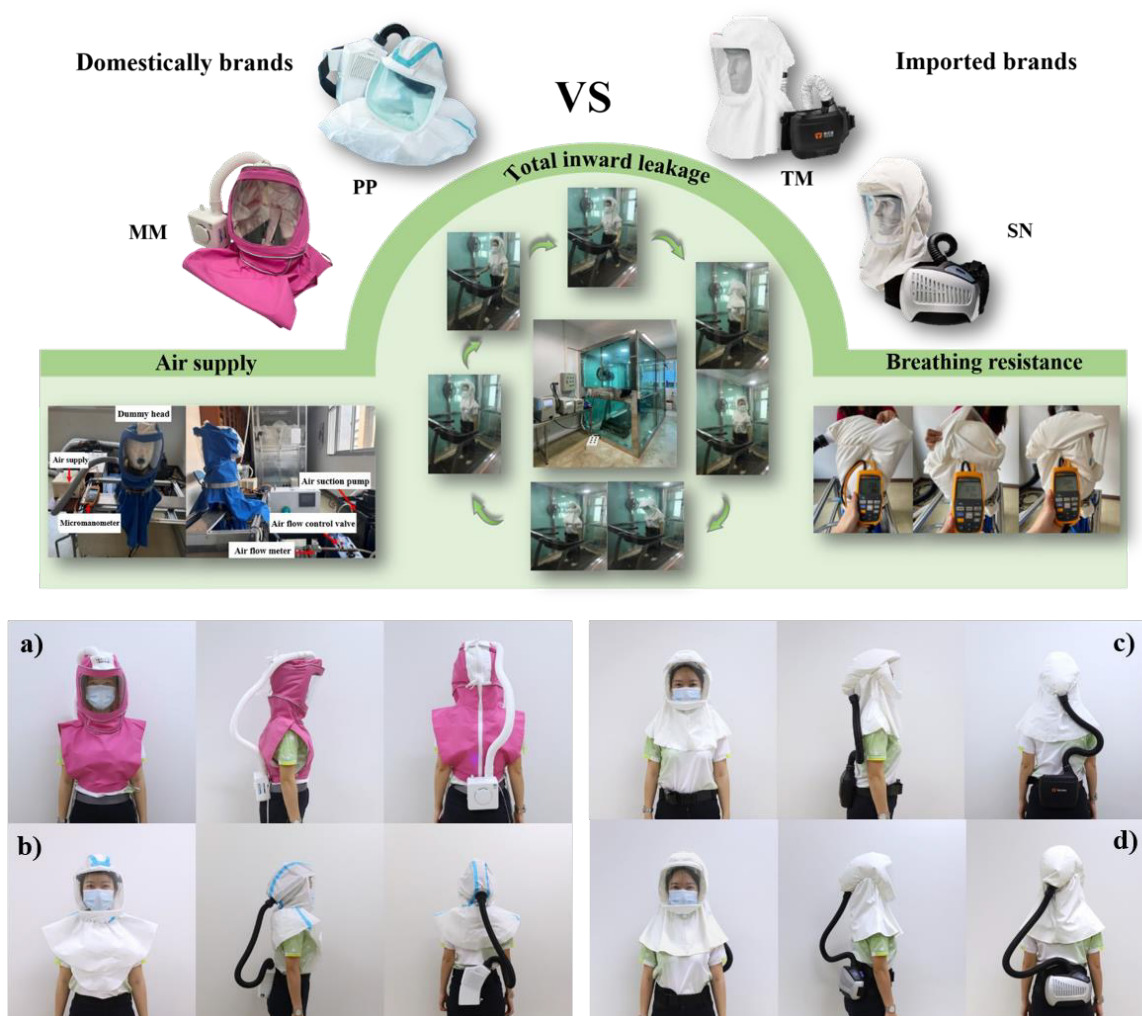 Domestically brands
Imported brands
VS
PP
TM
MM
SN
Total inward leakage
Air supply
Breathing resistance
Dummy head
Air supply
Micromanometer
Air suction pump
Air flow control valve
Air flow meter
a)
c)
b)
d)